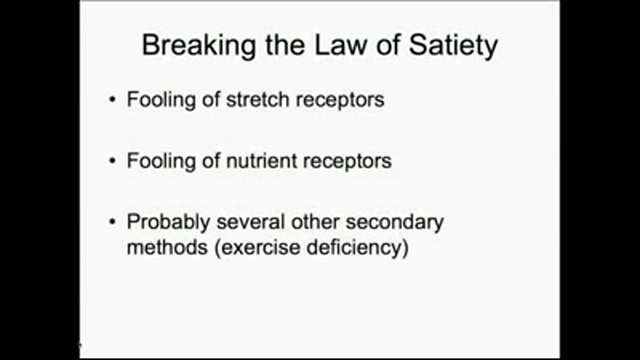 Breaking the Law of Satiety
• Fooling of stretch receptors
• Fooling of nutrient receptors
• Probably several other secondary
methods (exercise deficiency)